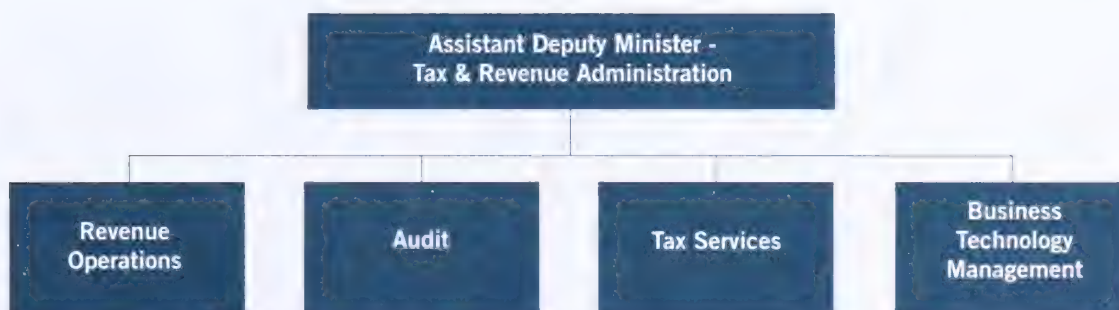 Assistant Deputy Minister -
Tax & Revenue Administration
Revenue
Operations
Audit
Tax Services
Business
Technology
Management